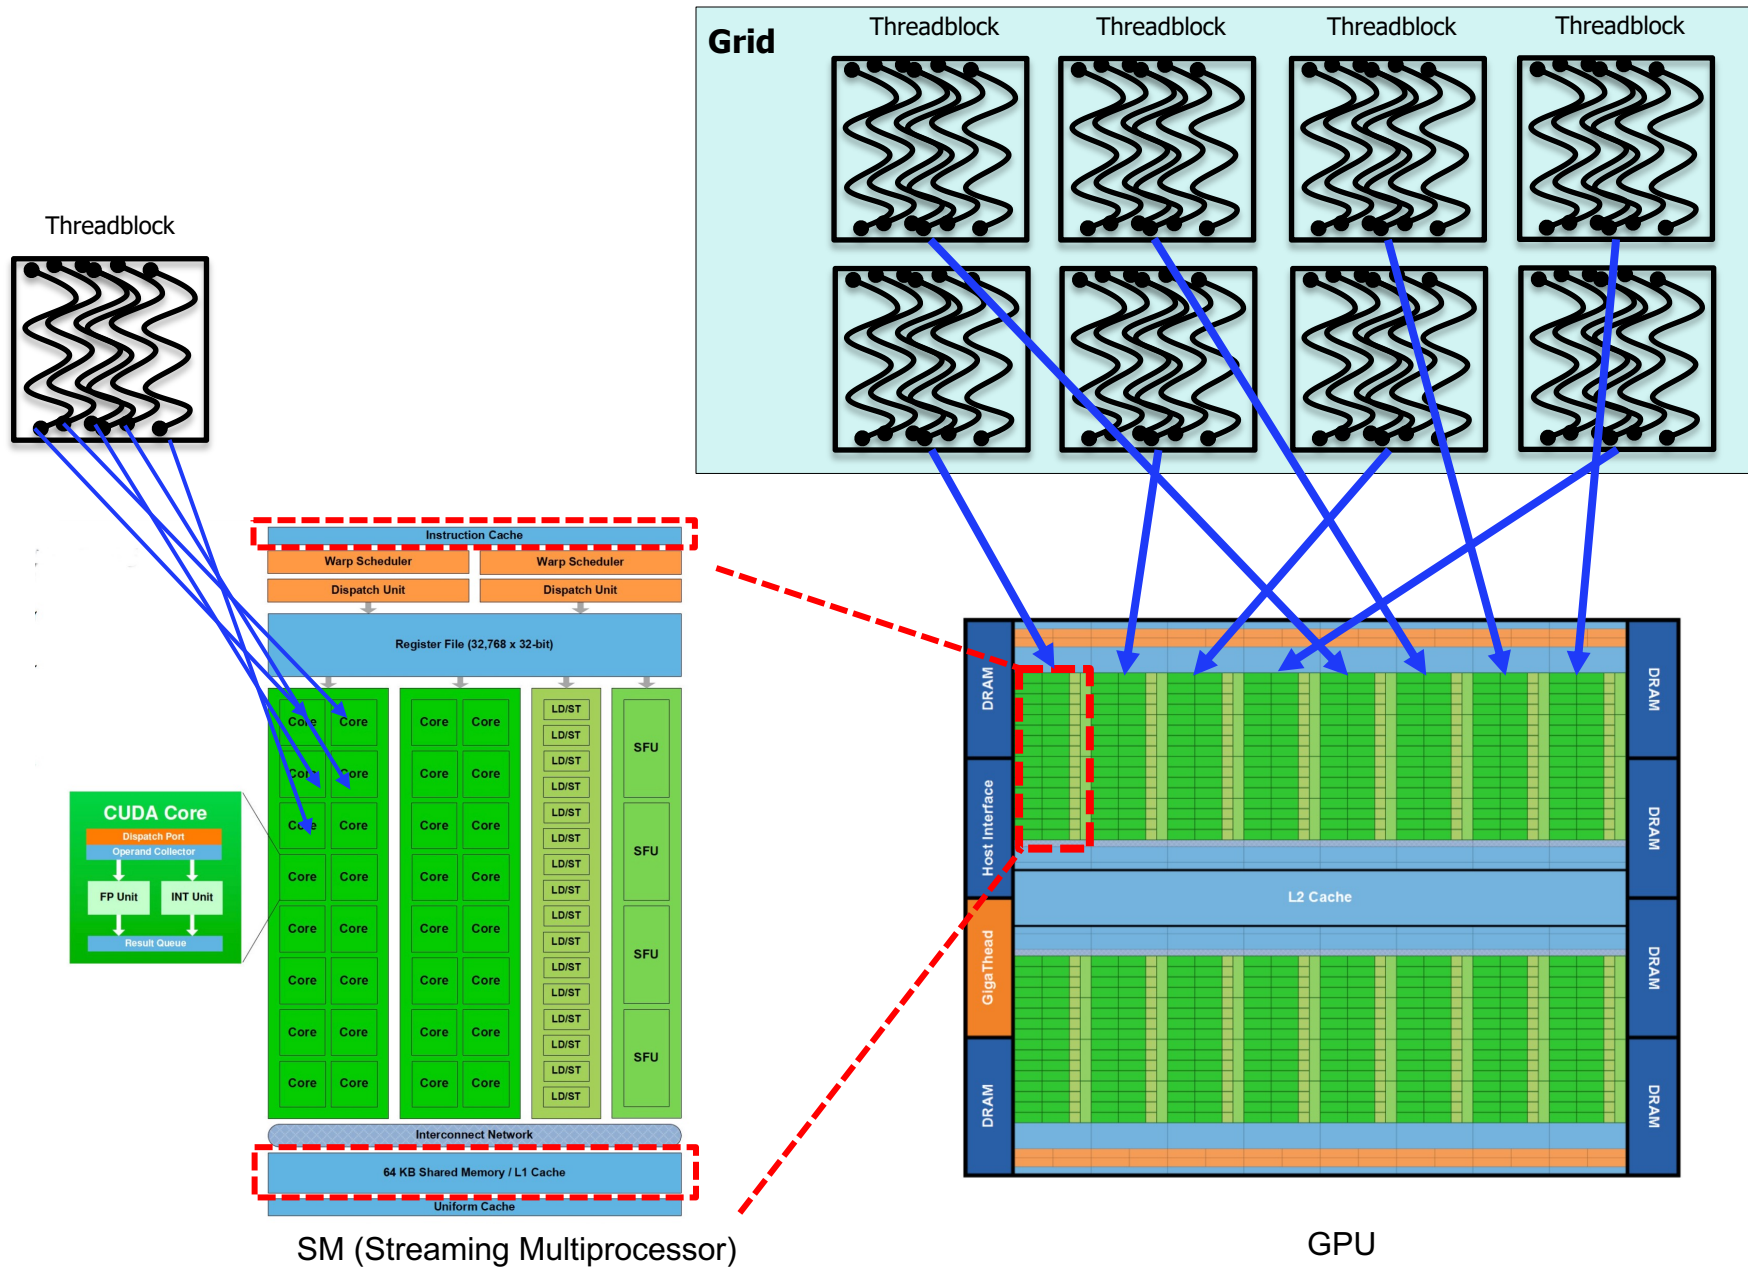 Grid
Threadblock
Threadblock
Threadblock
Threadblock
Threadblock
Instruction Cache
Warp Scheduler
Warp Scheduler
Dispatch Unit
Dispatch Unit
Register File (32,768 x 32-bit)
Core Core Core Core LD/ST
LD/ST
SFU
Core Core Core Core LD/ST
LD/ST
Core Core Core Core LD/ST
LD/ST
SFU
Core Core Core Core LD/ST
LD/ST
Core Core Core Core LD/ST
LD/ST
SFU
Core Core Core Core LD/ST
LD/ST
Core Core Core Core LD/ST
LD/ST
SFU
Core Core Core Core LD/ST
LD/ST
Interconnect Network
64 KB Shared Memory / L1 Cache
Uniform Cache
SM (Streaming Multiprocessor)
CUDA Core
Dispatch Port
Operand Collector
FP Unit
INT Unit
Result Queue
DRAM
Host Interface
GigaThead
DRAM
L2 Cache
DRAM
DRAM
DRAM
DRAM
GPU